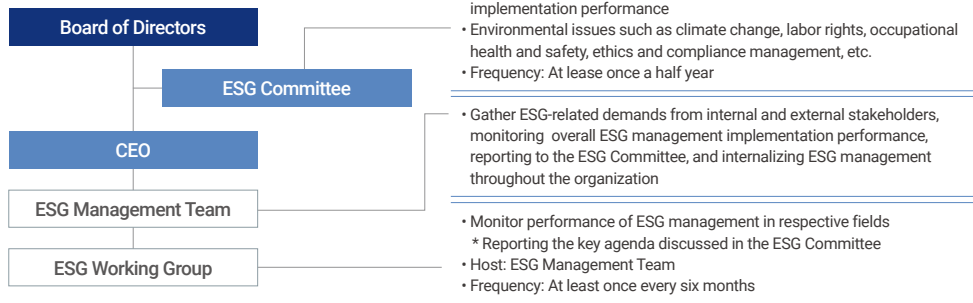 implementation performance
Board of Directors
• Environmental issues such as climate change, labor rights, occupational
health and safety, ethics and compliance management, etc.
• Frequency: At lease once a half year
ESG Committee
• Gather ESG-related demands from internal and external stakeholders,
monitoring overall ESG management implementation performance,
reporting to the ESG Committee, and internalizing ESG management
throughout the organization
CEO
ESG Management Team
• Monitor performance of ESG management in respective fields
* Reporting the key agenda discussed in the ESG Committee
• Host: ESG Management Team
• Frequency: At least once every six months
ESG Working Group